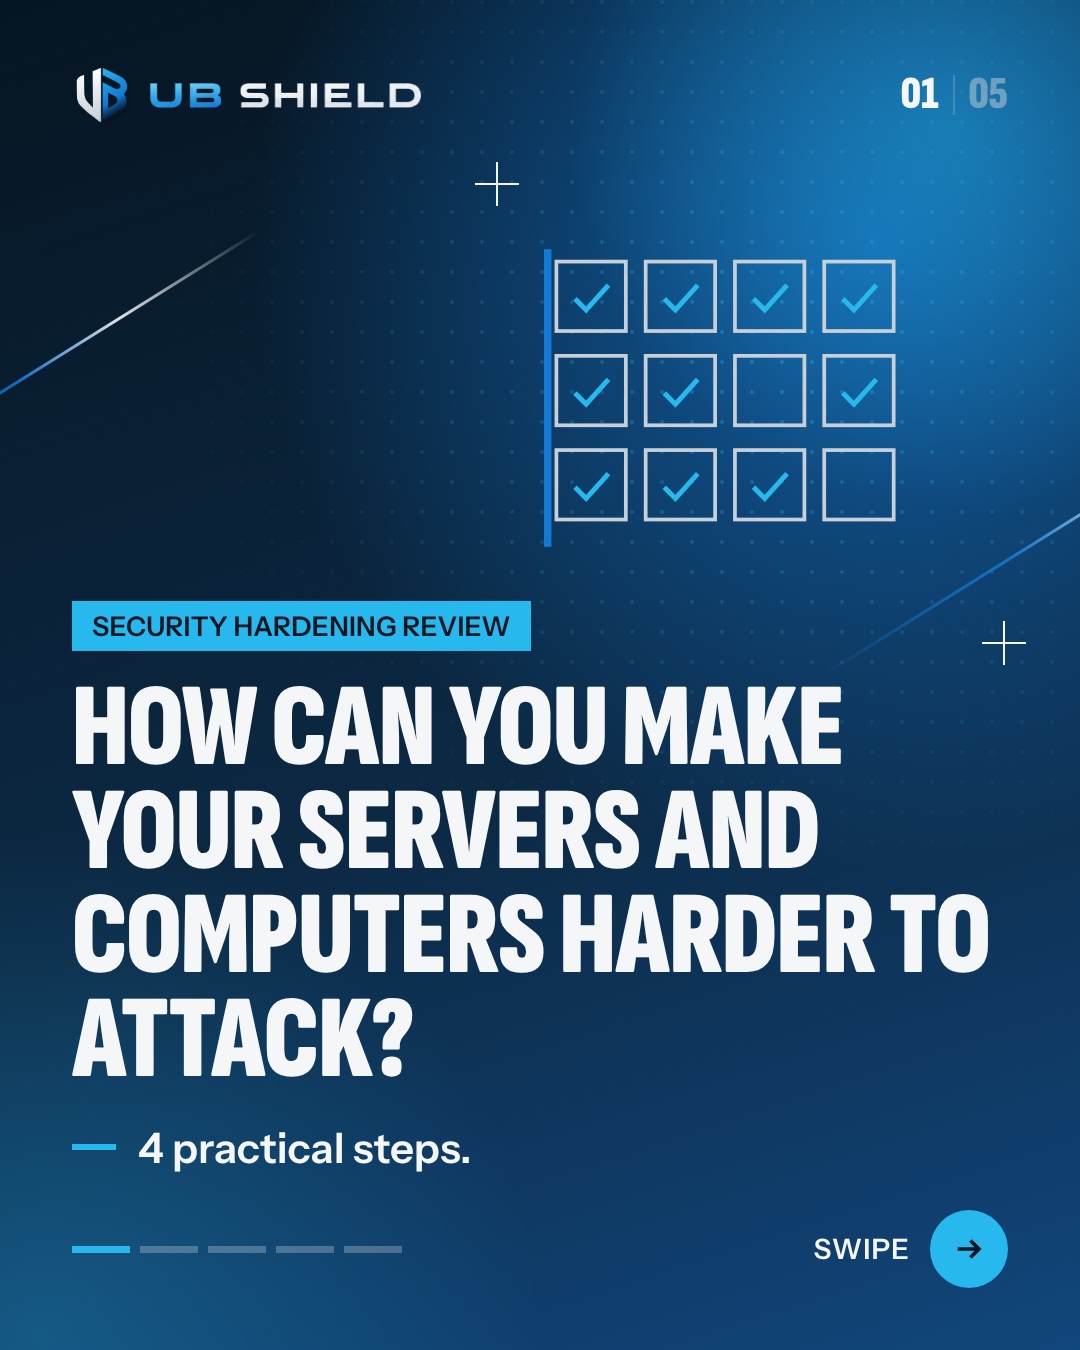 UB SHIELD
01 | 05
SECURITY HARDENING REVIEW
HOW CAN YOU MAKE
YOUR SERVERS AND
COMPUTERS HARDER TO
ATTACK?
4 practical steps.
SWIPE